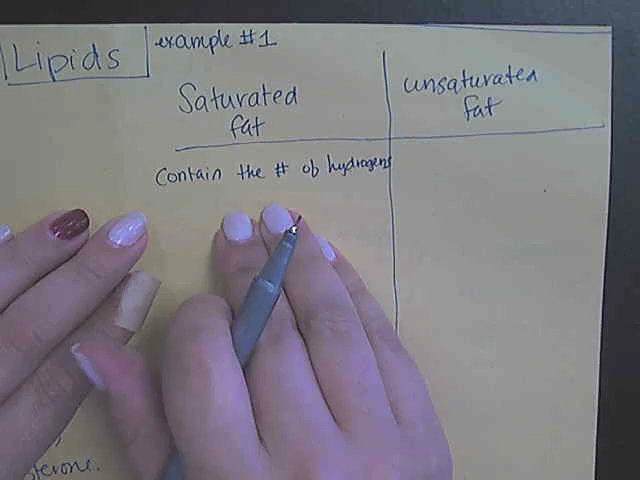 Lipids
example #1
Saturated
fat
unsaturated
fat
Contain the # of hydrogens
sterone.